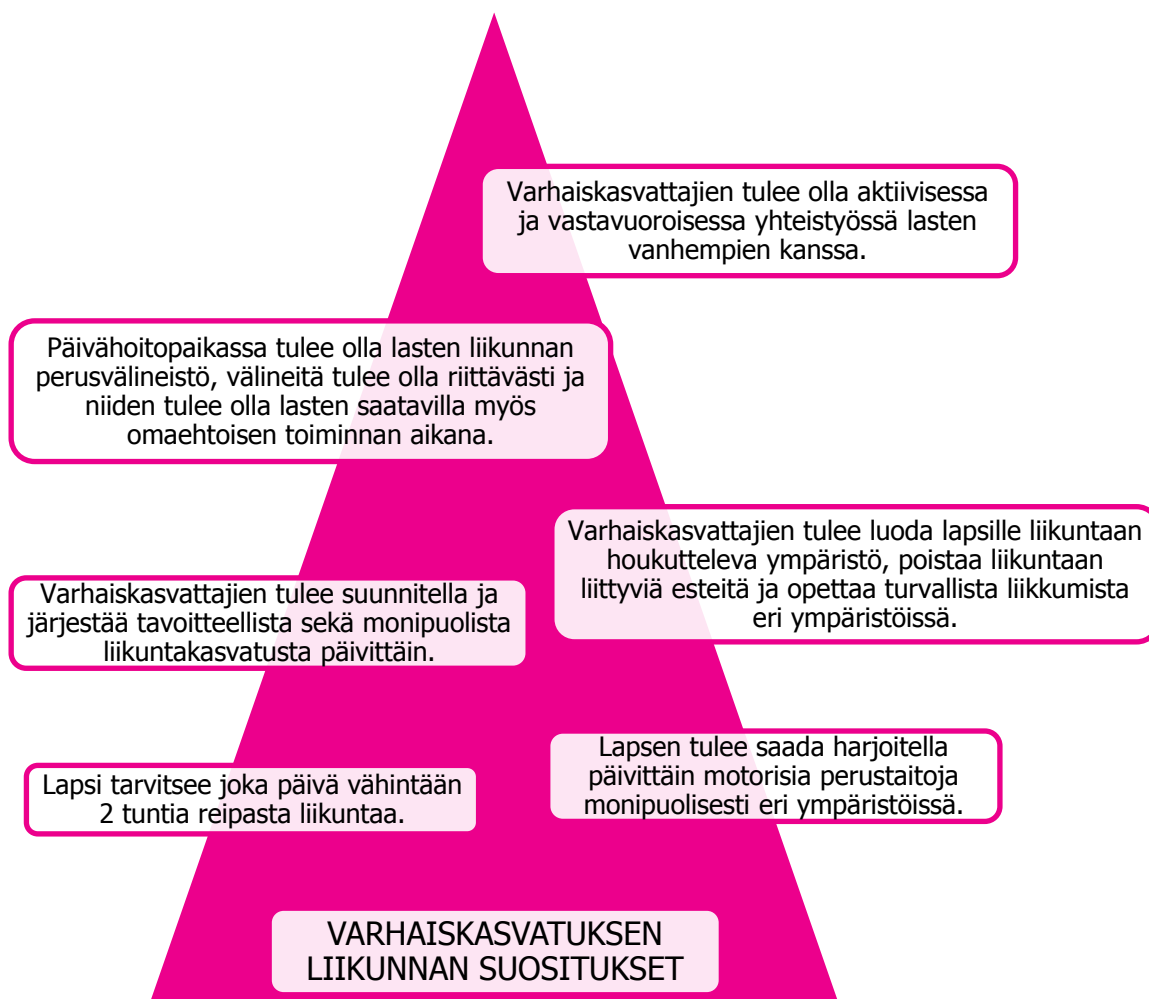 Varhaiskasvattajien tulee olla aktiivisessa
ja vastavuoroisessa yhteistyössä lasten
vanhempien kanssa.
Päivähoitopaikassa tulee olla lasten liikunnan
perusvälineistö, välineitä tulee olla riittävästi ja
niiden tulee olla lasten saatavilla myös
omaehtoisen toiminnan aikana.
Varhaiskasvattajien tulee luoda lapsille liikuntaan
houkutteleva ympäristö, poistaa liikuntaan
liittyviä esteitä ja opettaa turvallista liikkumista
eri ympäristöissä.
Varhaiskasvattajien tulee suunnitella ja
järjestää tavoitteellista sekä monipuolista
liikuntakasvatusta päivittäin.
Lapsen tulee saada harjoitella
päivittäin motorisia perustaitoja
monipuolisesti eri ympäristöissä.
Lapsi tarvitsee joka päivä vähintään
2 tuntia reipasta liikuntaa.
VARHAISKASVATUKSEN
LIIKUNNAN SUOSITUKSET